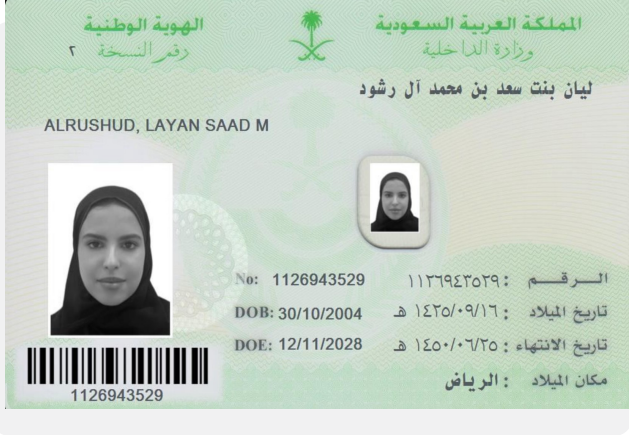 المملكة العربية السعودية
وزارة الداخلية
الهوية الوطنية
رقم النسخة ٢
ليان بنت سعد بن محمد آل رشود
ALRUSHUD, LAYAN SAAD M
الـــرقـــم : ١١٢٦٩٤٣٥٢٩ No: 1126943529
تاريخ الميلاد : ١٤٢٥/٠٩/١٦ هـ DOB: 30/10/2004
تاريخ الانتهاء : ١٤٥٠/٠٦/٢٥ هـ DOE: 12/11/2028
مكان الميلاد : الرياض
1126943529